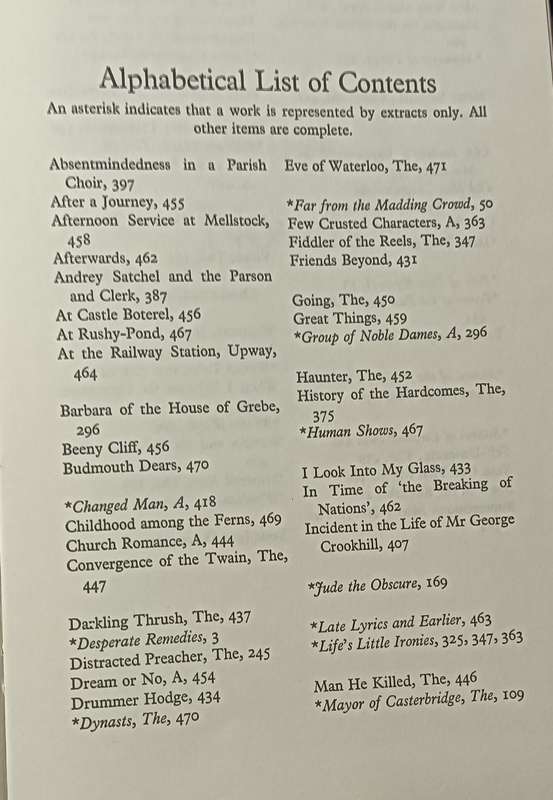 Alphabetical List of Contents
An asterisk indicates that a work is represented by extracts only. All
other items are complete.
Absentmindedness in a Parish
Choir, 397
After a Journey, 455
Afternoon Service at Mellstock,
458
Afterwards, 462
Andrey Satchel and the Parson
and Clerk, 387
At Castle Boterel, 456
At Rushy-Pond, 467
At the Railway Station, Upway,
464
Barbara of the House of Grebe,
296
Beeny Cliff, 456
Budmouth Dears, 470
*Changed Man, A, 418
Childhood among the Ferns, 469
Church Romance, A, 444
Convergence of the Twain, The,
447
Darkling Thrush, The, 437
*Desperate Remedies, 3
Distracted Preacher, The, 245
Dream or No, A, 454
Drummer Hodge, 434
*Dynasts, The, 470
Eve of Waterloo, The, 471
*Far from the Madding Crowd, 50
Few Crusted Characters, A, 363
Fiddler of the Reels, The, 347
Friends Beyond, 431
Going, The, 450
Great Things, 459
*Group of Noble Dames, A, 296
Haunter, The, 452
History of the Hardcomes, The,
375
*Human Shows, 467
I Look Into My Glass, 433
In Time of ‘the Breaking of
Nations’, 462
Incident in the Life of Mr George
Crookhill, 407
*Jude the Obscure, 169
*Late Lyrics and Earlier, 463
*Life's Little Ironies, 325, 347, 363
Man He Killed, The, 446
*Mayor of Casterbridge, The, 109